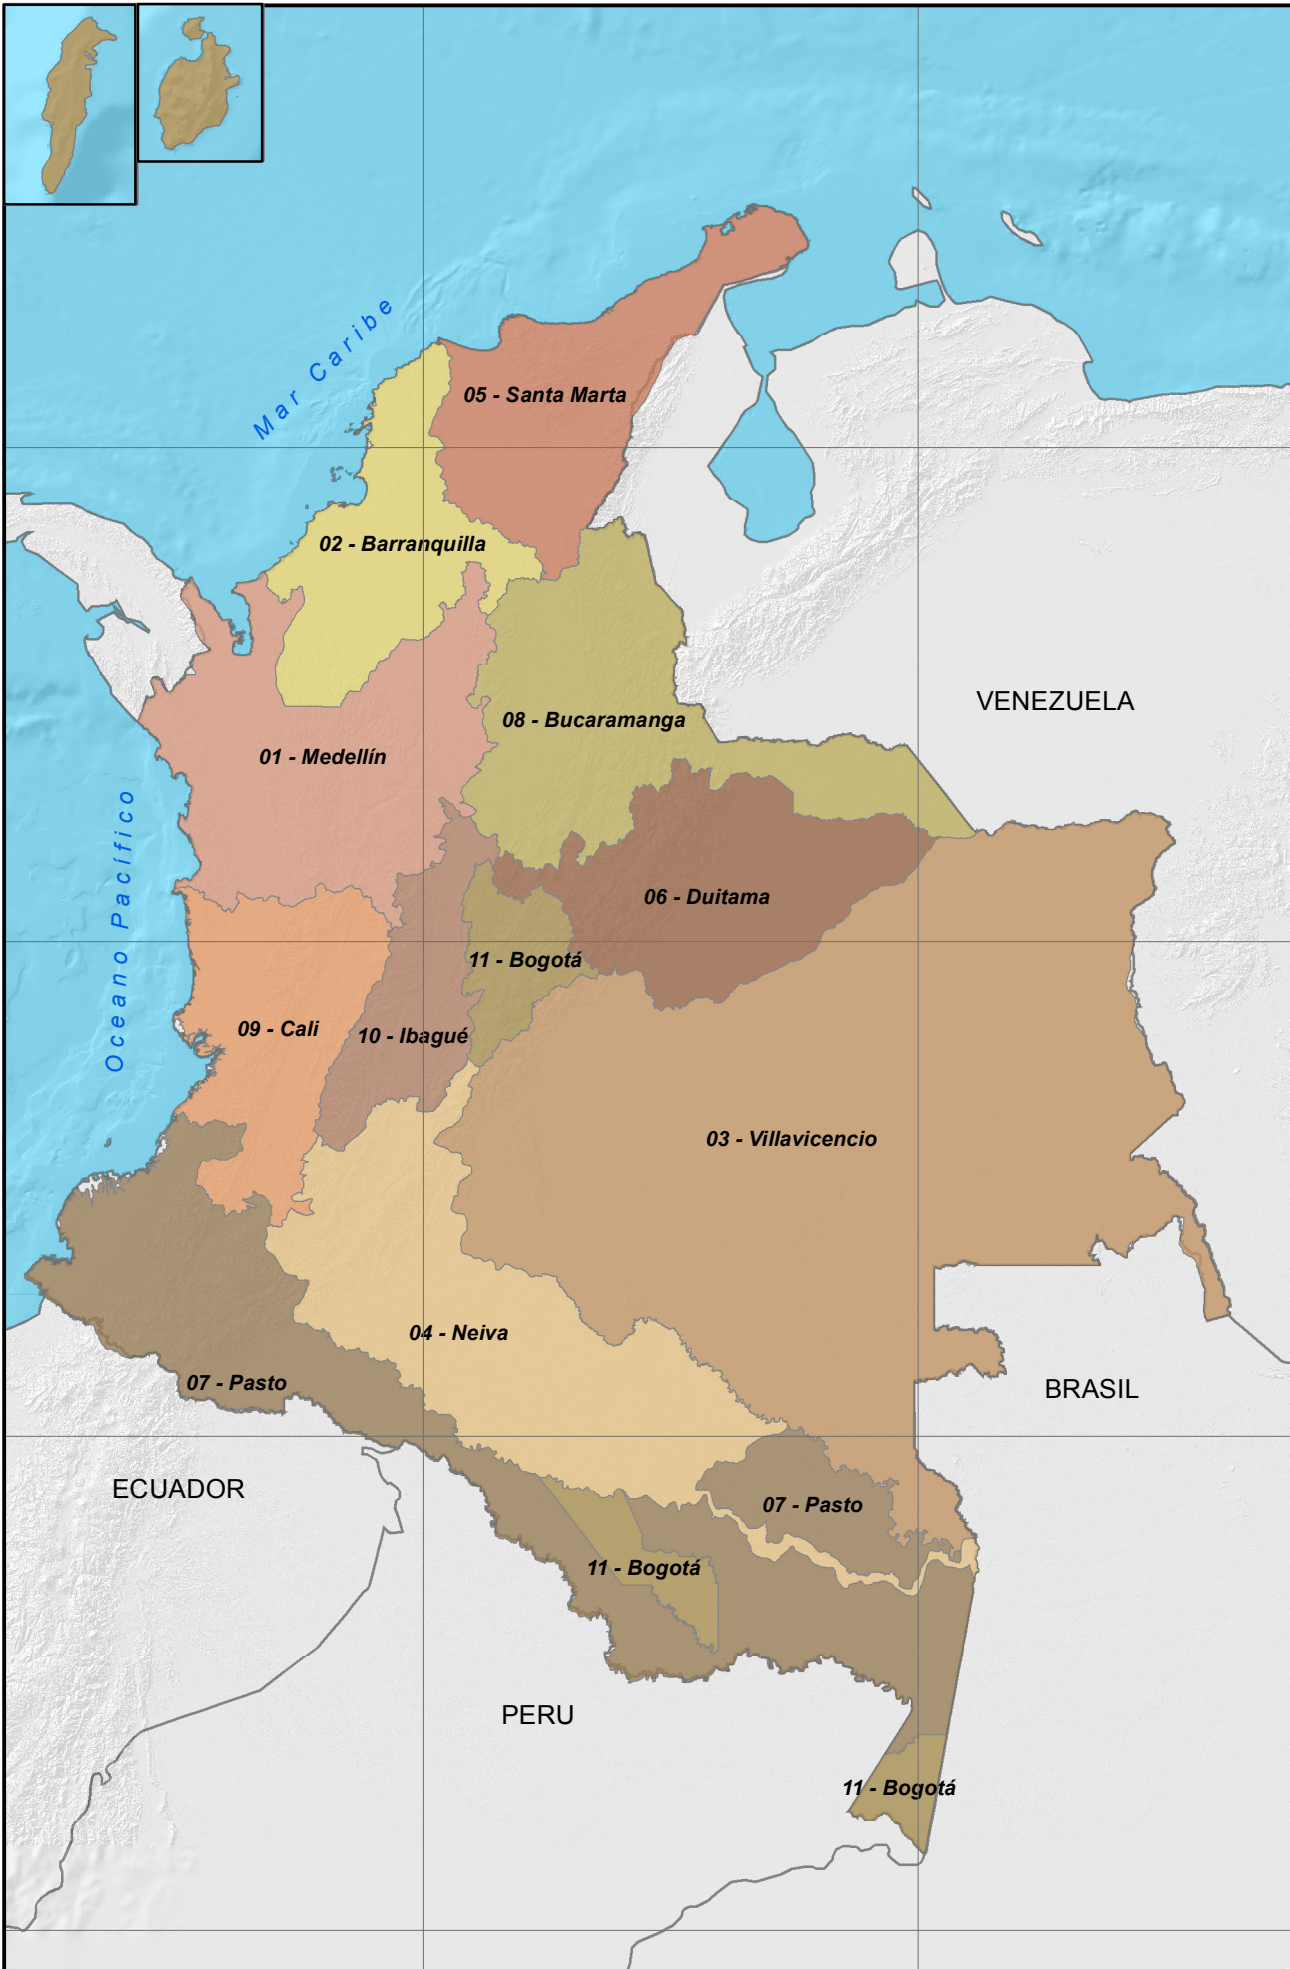 Mar Caribe
05 - Santa Marta
02 - Barranquilla
VENEZUELA
08 - Bucaramanga
01 - Medellín
Oceano Pacífico
06 - Duitama
11 - Bogotá
09 - Cali
10 - Ibagué
03 - Villavicencio
04 - Neiva
07 - Pasto
BRASIL
ECUADOR
07 - Pasto
11 - Bogotá
PERU
11 - Bogotá